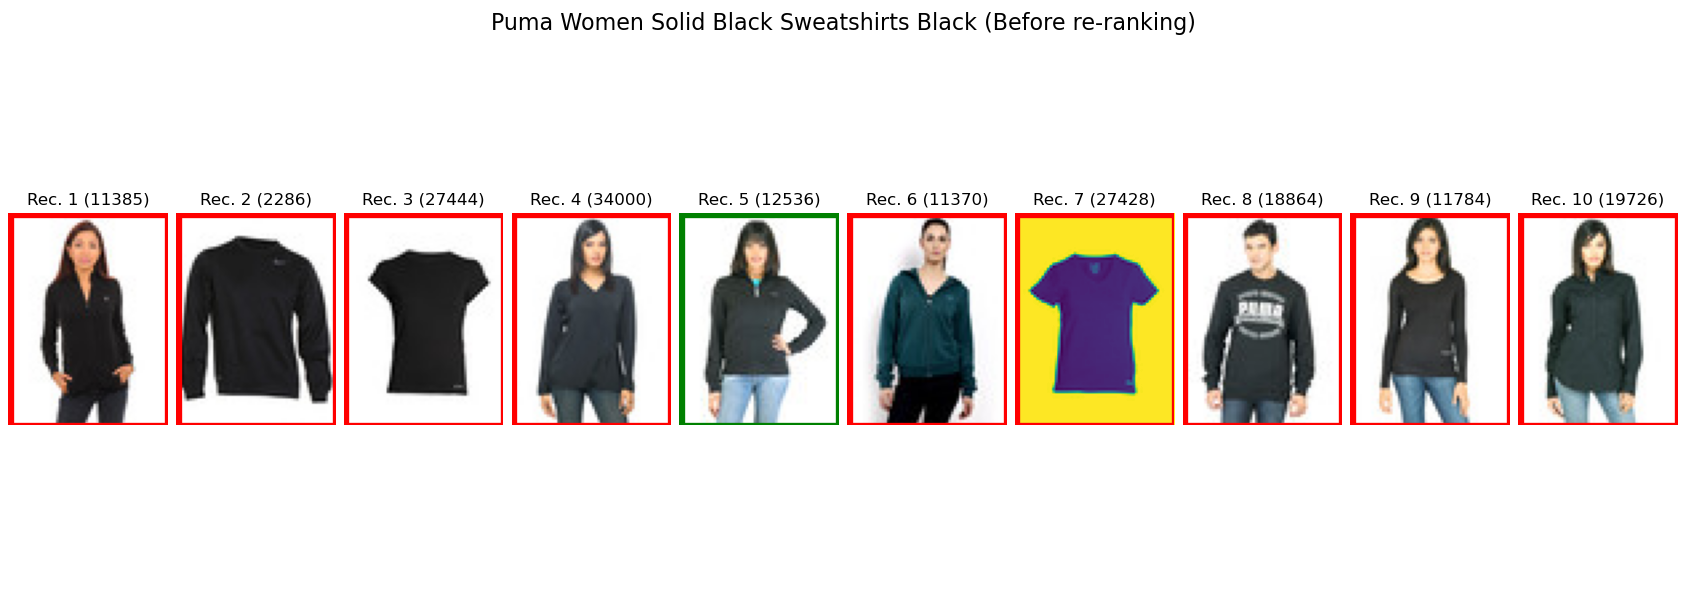 Puma Women Solid Black Sweatshirts Black (Before re-ranking)
Rec. 1 (11385)
Rec. 2 (2286)
Rec. 3 (27444)
Rec. 4 (34000)
Rec. 5 (12536)
Rec. 6 (11370)
Rec. 7 (27428)
Rec. 8 (18864)
Rec. 9 (11784)
Rec. 10 (19726)
PUMA